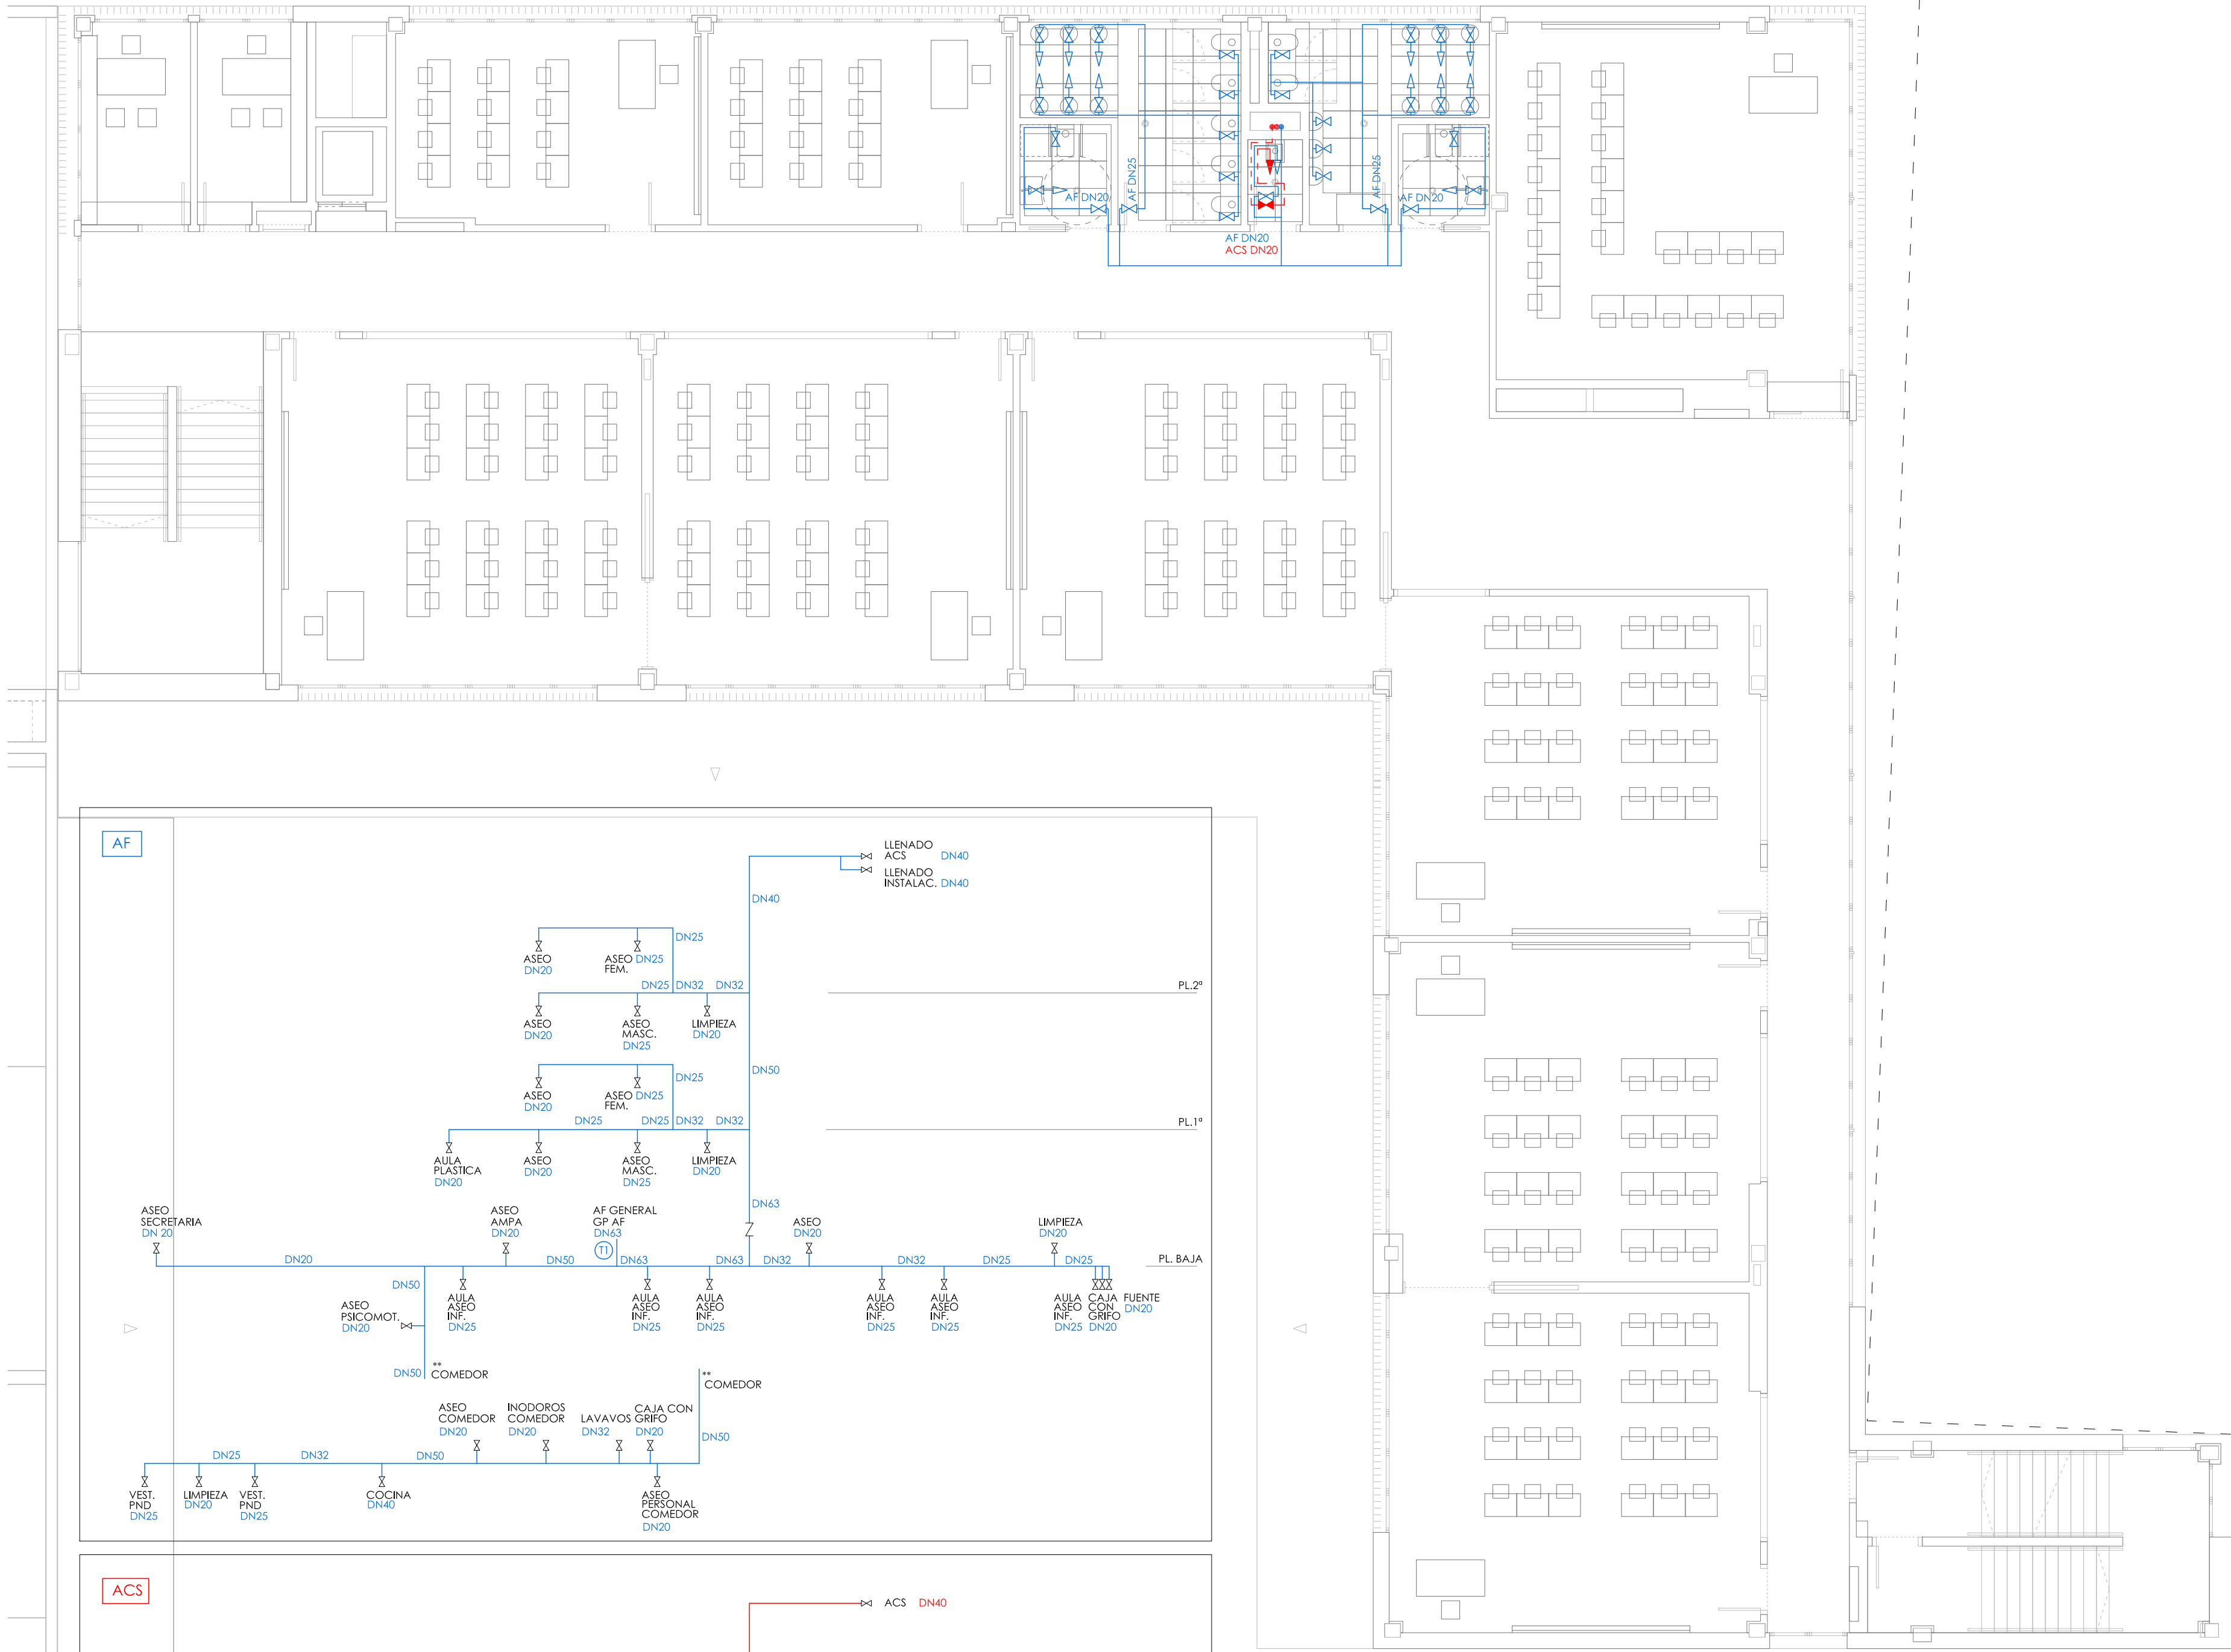 AF DN20
AF DN25
AF DN25
AF DN20
AF DN20
ACS DN20
AF
LLENADO
ACS DN40
LLENADO
INSTALAC. DN40
DN40
DN25
ASEO
DN20
ASEO DN25
FEM.
DN25 DN32 DN32
PL.2ª
ASEO
DN20
ASEO
MASC.
DN25
LIMPIEZA
DN20
DN50
DN25
ASEO
DN20
ASEO DN25
FEM.
DN25 DN25 DN32 DN32
PL.1ª
AULA
PLASTICA
DN20
ASEO
DN20
ASEO
MASC.
DN25
LIMPIEZA
DN20
DN63
ASEO
SECRETARIA
DN 20
ASEO
AMPA
DN20
AF GENERAL
GP AF
DN63
T1
ASEO
DN20
LIMPIEZA
DN20
DN20 DN50 DN63 DN63 DN32 DN32 DN25 DN25
PL. BAJA
DN50
ASEO
PSICOMOT.
DN20
AULA
ASEO
INF.
DN25
AULA
ASEO
INF.
DN25
AULA
ASEO
INF.
DN25
AULA
ASEO
INF.
DN25
AULA
ASEO
INF.
DN25
AULA
ASEO
INF.
DN25
CAJA
CON
GRIFO
DN20
FUENTE
DN20
DN50
**
COMEDOR
**
COMEDOR
ASEO
COMEDOR
DN20
INODOROS
COMEDOR
DN20
LAVAVOS
DN32
CAJA CON
GRIFO
DN20
DN50
DN25 DN32 DN50
VEST.
PND
DN25
LIMPIEZA
DN20
VEST.
PND
DN25
COCINA
DN40
ASEO
PERSONAL
COMEDOR
DN20
ACS
ACS DN40